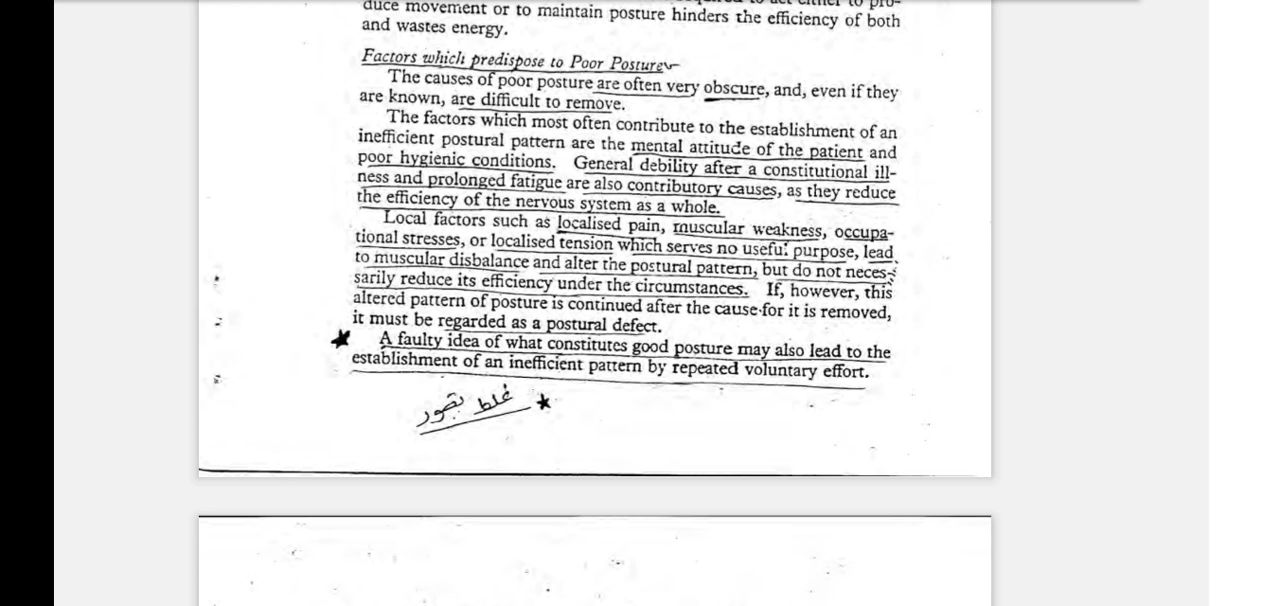 duce movement or to maintain posture hinders the efficiency of both
and wastes energy.
Factors which predispose to Poor Posture
The causes of poor posture are often very obscure, and, even if they
are known, are difficult to remove.
The factors which most often contribute to the establishment of an
inefficient postural pattern are the mental attitude of the patient and
poor hygienic conditions. General debility after a constitutional ill-
ness and prolonged fatigue are also contributory causes, as they reduce
the efficiency of the nervous system as a whole.
Local factors such as localised pain, muscular weakness, occupa-
tional stresses, or localised tension which serves no useful purpose, lead
to muscular disbalance and alter the postural pattern, but do not neces-
sarily reduce its efficiency under the circumstances. If, however, this
altered pattern of posture is continued after the cause for it is removed,
it must be regarded as a postural defect.
A faulty idea of what constitutes good posture may also lead to the
establishment of an inefficient pattern by repeated voluntary effort.
غلط تصور